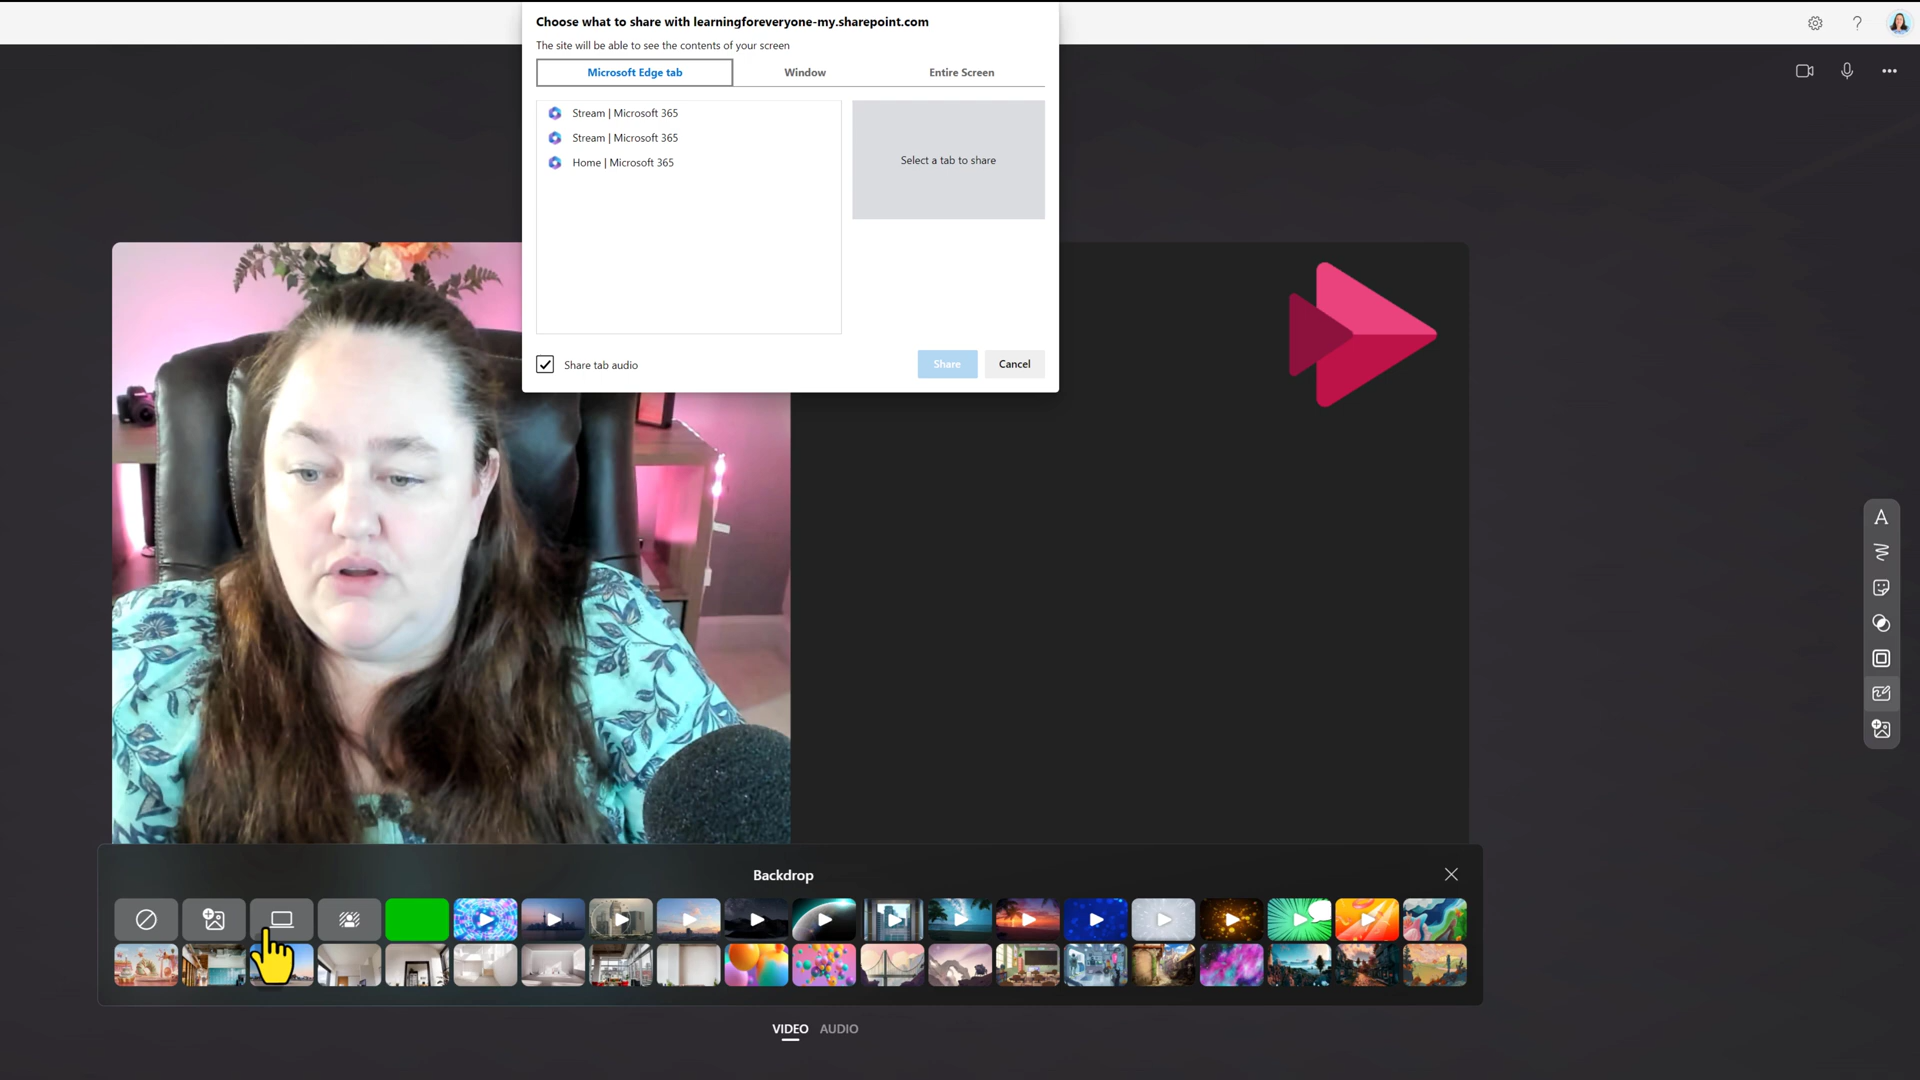 Choose what to share with learningforeveryone-my.sharepoint.com
The site will be able to see the contents of your screen
Microsoft Edge tab
Window
Entire Screen
Stream | Microsoft 365
Stream | Microsoft 365
Home | Microsoft 365
Select a tab to share
Share tab audio
Share
Cancel
Backdrop
VIDEO
AUDIO